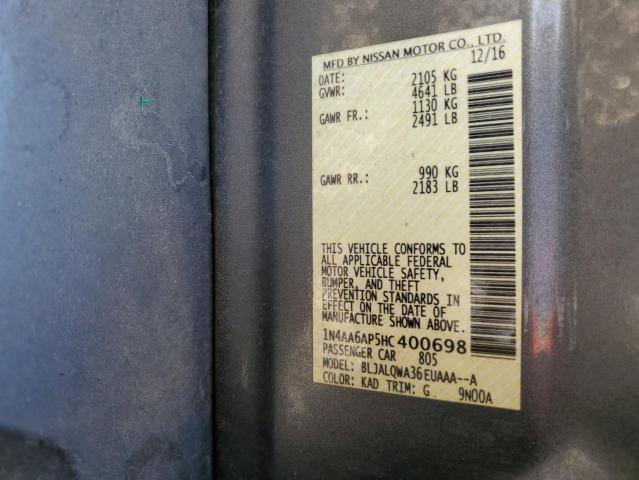 MFD BY NISSAN MOTOR CO., LTD.
DATE: 12/16
GVWR: 2105 KG
4641 LB
GAWR FR.: 1130 KG
2491 LB
GAWR RR.: 990 KG
2183 LB
THIS VEHICLE CONFORMS TO
ALL APPLICABLE FEDERAL
MOTOR VEHICLE SAFETY,
BUMPER, AND THEFT
PREVENTION STANDARDS IN
EFFECT ON THE DATE OF
MANUFACTURE SHOWN ABOVE.
1N4AA6AP5HC400698
PASSENGER CAR 805
MODEL: BLJALQWA36EUAAA--A
COLOR: KAD TRIM: G 9N00A